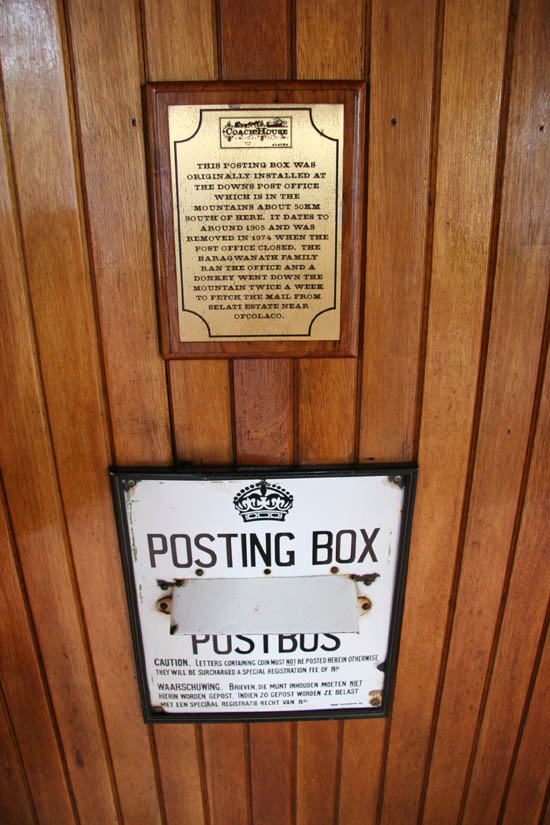 COACH HOUSE
THIS POSTING BOX WAS
ORIGINALLY INSTALLED AT
THE DOWNS POST OFFICE
WHICH IS IN THE
MOUNTAINS ABOUT 50KM
SOUTH OF HERE. IT DATES TO
AROUND 1905 AND WAS
REMOVED IN 1974 WHEN THE
POST OFFICE CLOSED. THE
BARAGWANATH FAMILY
RAN THE OFFICE AND A
DONKEY WENT DOWN THE
MOUNTAIN TWICE A WEEK
TO FETCH THE MAIL FROM
SELATI ESTATE NEAR
OFCOLACO.
POSTING BOX
POSTBUS
CAUTION. LETTERS CONTAINING COIN MUST NOT BE POSTED HEREIN OTHERWISE
THEY WILL BE SURCHARGED A SPECIAL REGISTRATION FEE OF 8D
WAARSCHUWING. BRIEVEN, DIE MUNT INHOUDEN MOETEN NIET
HIERIN WORDEN GEPOST. INDIEN ZO GEPOST WORDEN ZE BELAST
MET EEN SPECIAAL REGISTRATIE-RECHT VAN 8D.